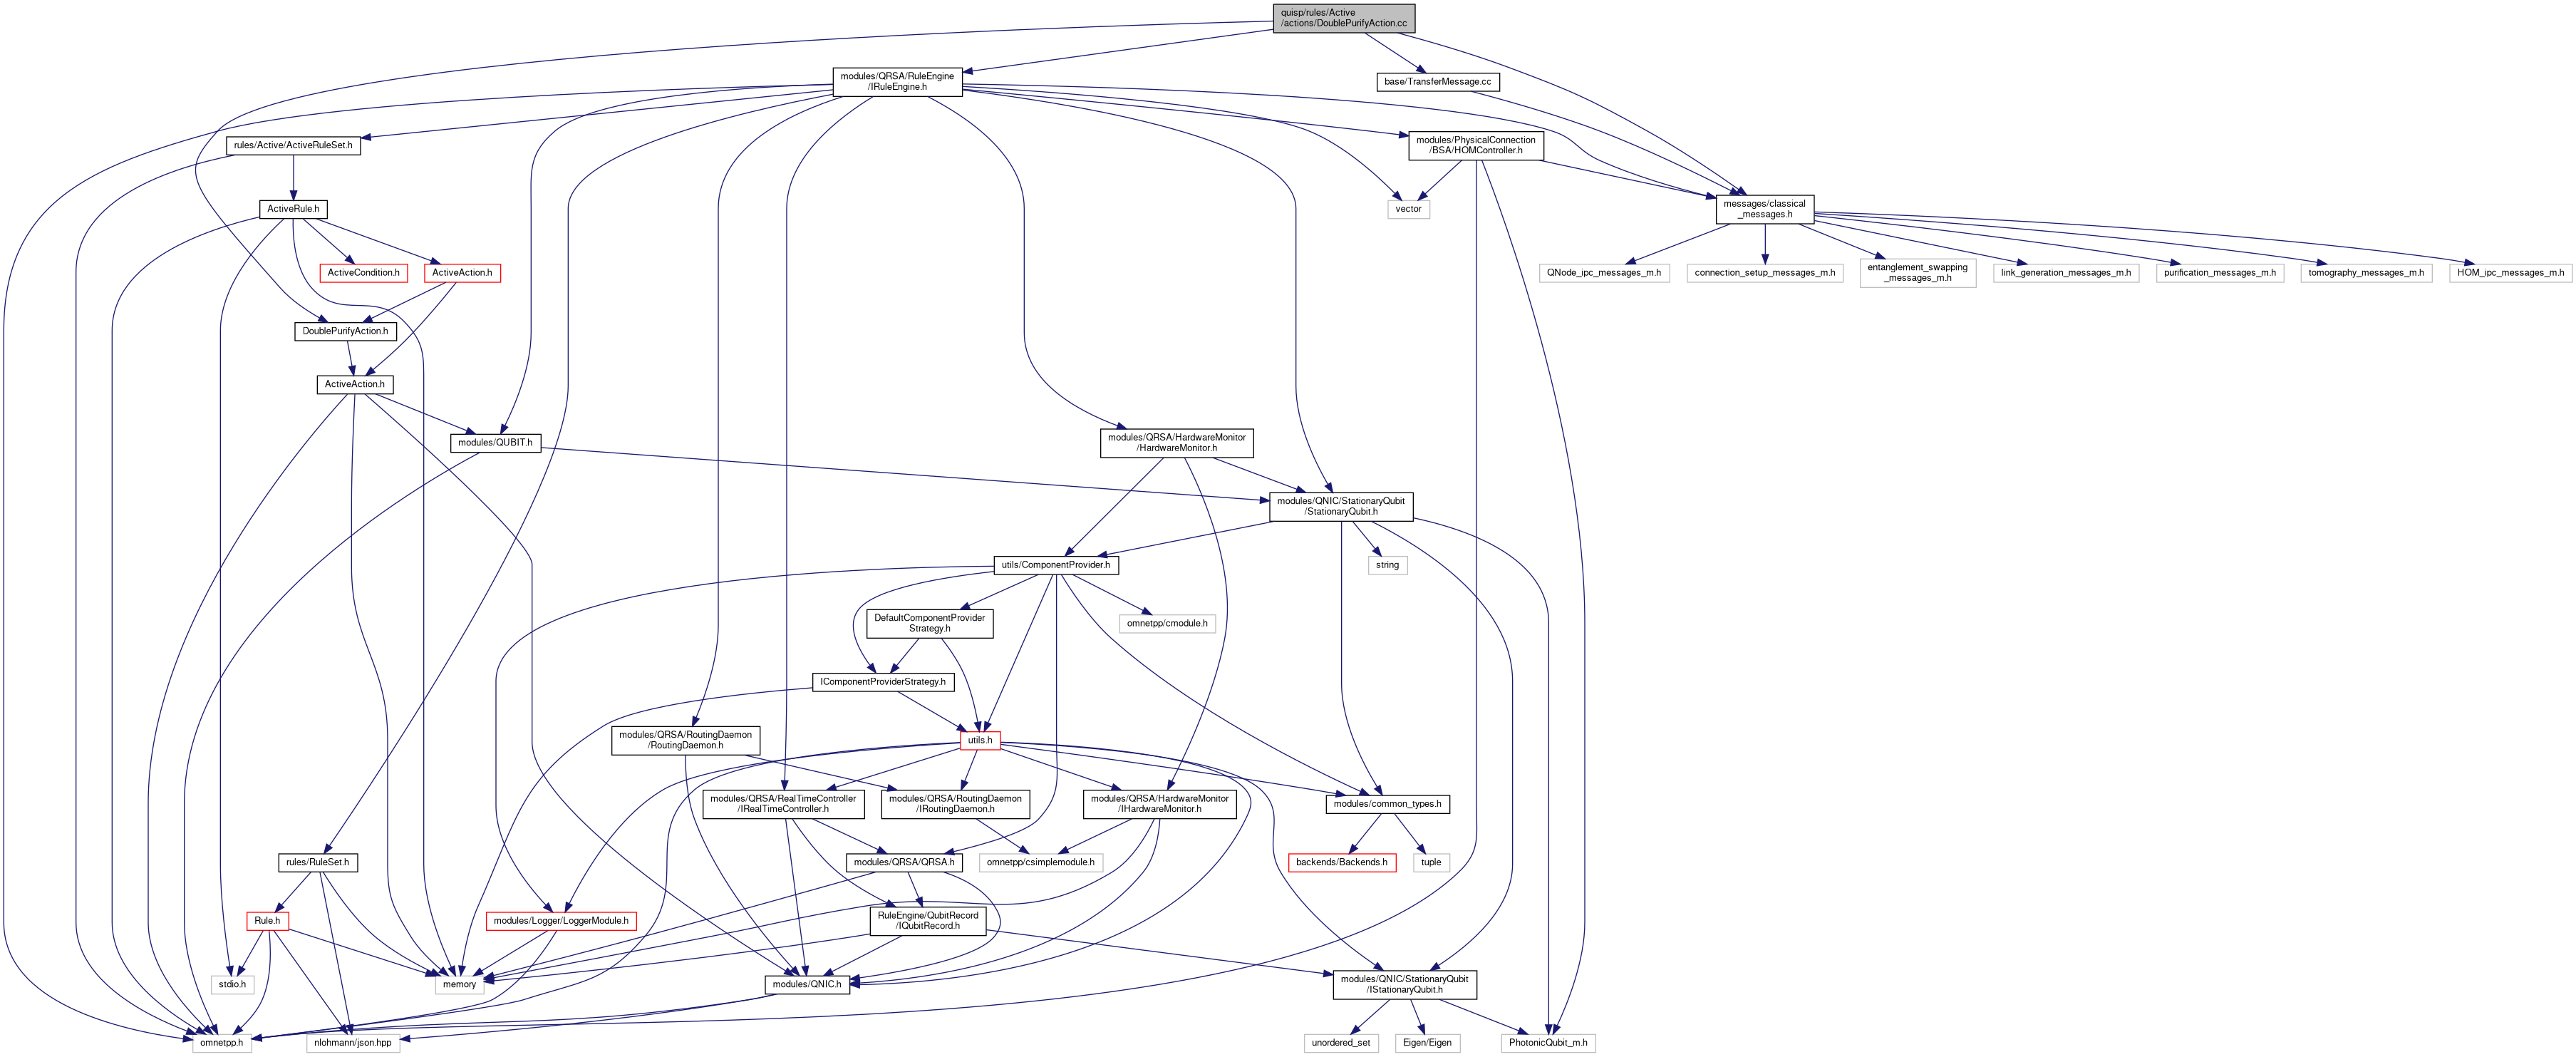 quisp/rules/Active
/actions/DoublePurifyAction.cc
modules/QRSA/RuleEngine
/IRuleEngine.h
base/TransferMessage.cc
rules/Active/ActiveRuleSet.h
modules/PhysicalConnection
/BSA/HOMController.h
ActiveRule.h
vector
messages/classical
_messages.h
ActiveCondition.h
ActiveAction.h
QNode_ipc_messages_m.h
connection_setup_messages_m.h
entanglement_swapping
_messages_m.h
link_generation_messages_m.h
purification_messages_m.h
tomography_messages_m.h
HOM_ipc_messages_m.h
DoublePurifyAction.h
ActiveAction.h
modules/QUBIT.h
modules/QRSA/HardwareMonitor
/HardwareMonitor.h
modules/QNIC/StationaryQubit
/StationaryQubit.h
utils/ComponentProvider.h
string
DefaultComponentProvider
Strategy.h
omnetpp/cmodule.h
IComponentProviderStrategy.h
modules/QRSA/RoutingDaemon
/RoutingDaemon.h
utils.h
modules/QRSA/RealTimeController
/IRealTimeController.h
modules/QRSA/RoutingDaemon
/IRoutingDaemon.h
modules/QRSA/HardwareMonitor
/IHardwareMonitor.h
modules/common_types.h
rules/RuleSet.h
modules/QRSA/QRSA.h
omnetpp/csimplemodule.h
backends/Backends.h
tuple
Rule.h
modules/Logger/LoggerModule.h
RuleEngine/QubitRecord
/IQubitRecord.h
stdio.h
memory
modules/QNIC.h
modules/QNIC/StationaryQubit
/IStationaryQubit.h
omnetpp.h
nlohmann/json.hpp
unordered_set
Eigen/Eigen
PhotonicQubit_m.h